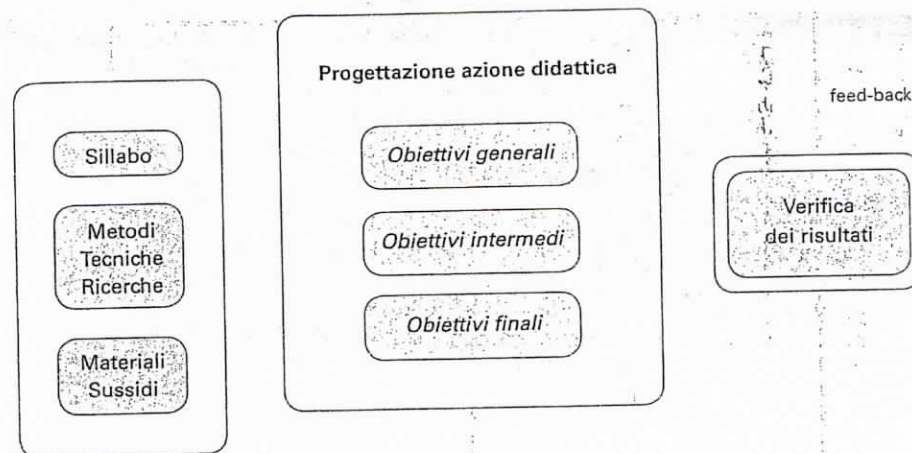 Sillabo
Metodi
Tecniche
Ricerche
Materiali
Sussidi
Progettazione azione didattica
Obiettivi generali
Obiettivi intermedi
Obiettivi finali
feed-back
Verifica
dei risultati